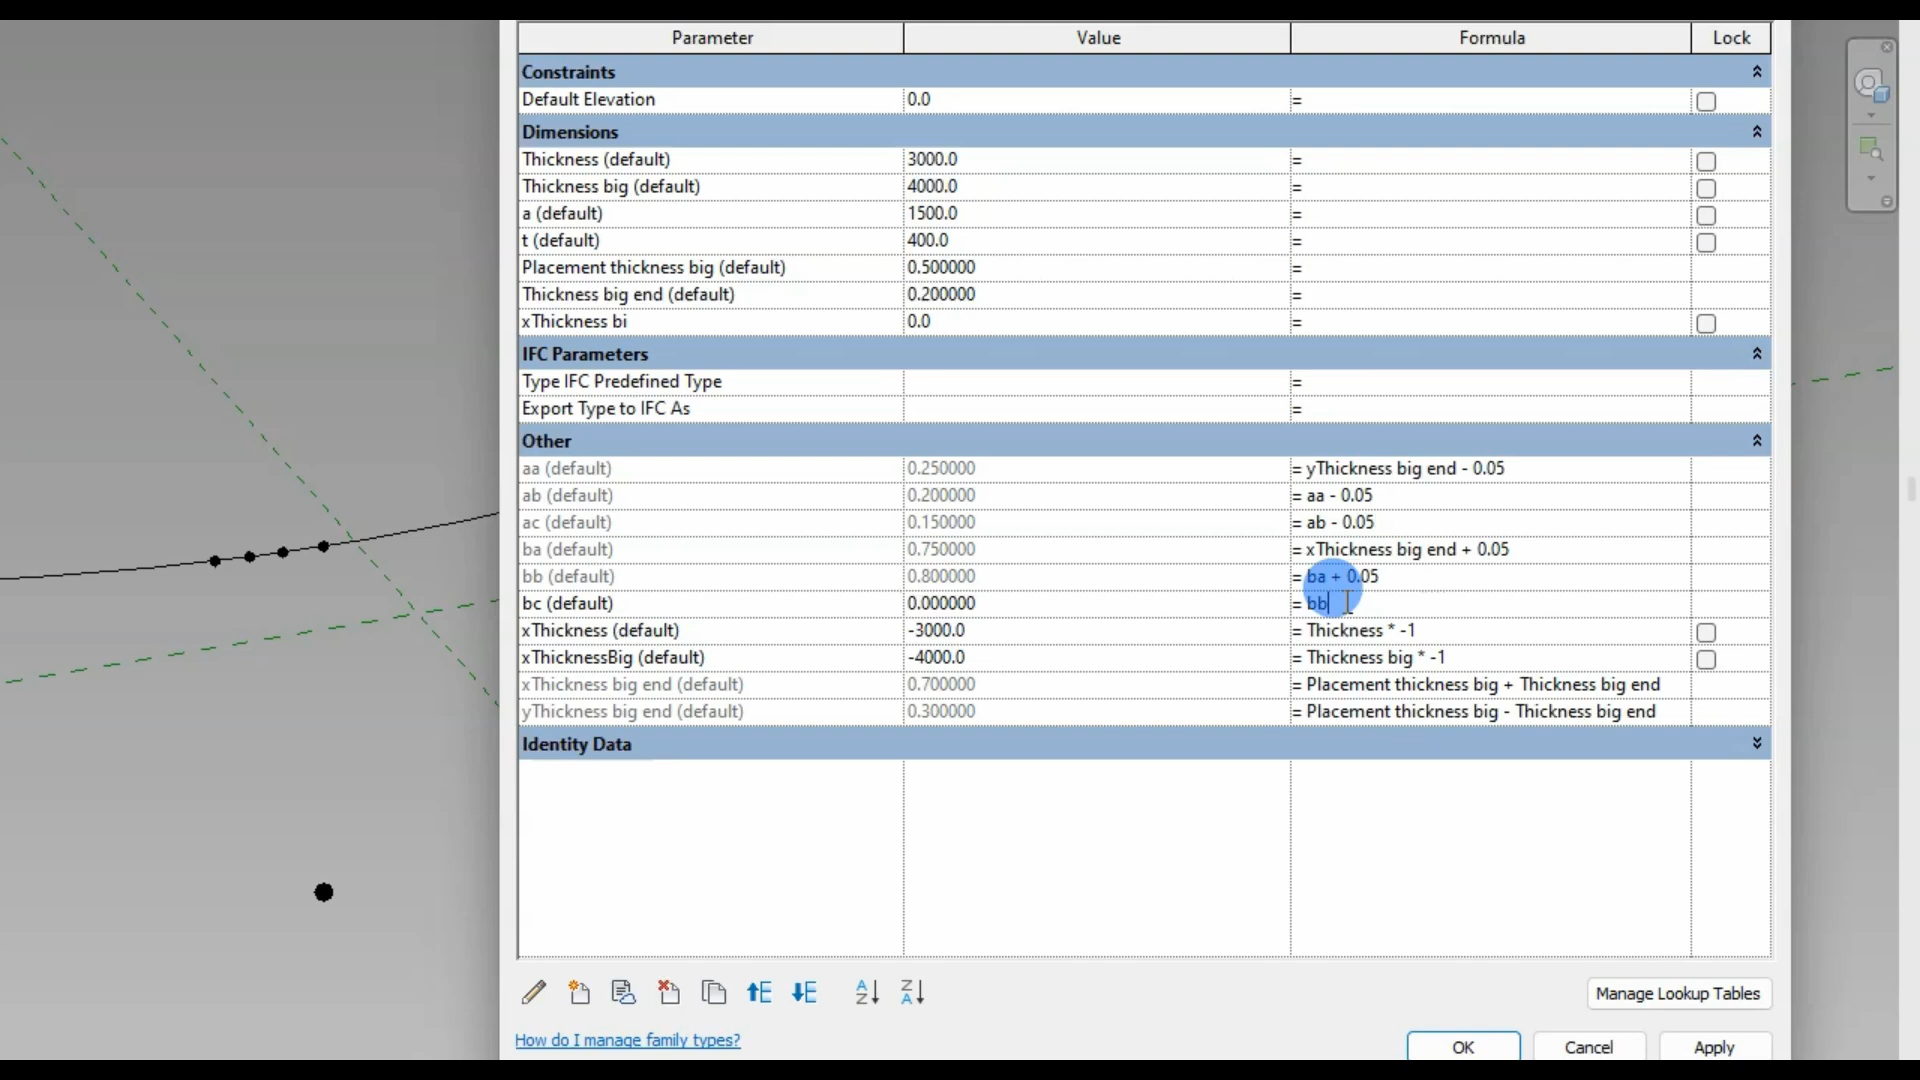 Parameter Value Formula Lock
Constraints
Default Elevation 0.0 =
Dimensions
Thickness (default) 3000.0 =
Thickness big (default) 4000.0 =
a (default) 1500.0 =
t (default) 400.0 =
Placement thickness big (default) 0.500000 =
Thickness big end (default) 0.200000 =
xThickness bi 0.0 =
IFC Parameters
Type IFC Predefined Type =
Export Type to IFC As =
Other
aa (default) 0.250000 = yThickness big end - 0.05
ab (default) 0.200000 = aa - 0.05
ac (default) 0.150000 = ab - 0.05
ba (default) 0.750000 = xThickness big end + 0.05
bb (default) 0.800000 = ba + 0.05
bc (default) 0.000000 = bb
xThickness (default) -3000.0 = Thickness * -1
xThicknessBig (default) -4000.0 = Thickness big * -1
xThickness big end (default) 0.700000 = Placement thickness big + Thickness big end
yThickness big end (default) 0.300000 = Placement thickness big - Thickness big end
Identity Data
Manage Lookup Tables
How do I manage family types?
OK Cancel Apply